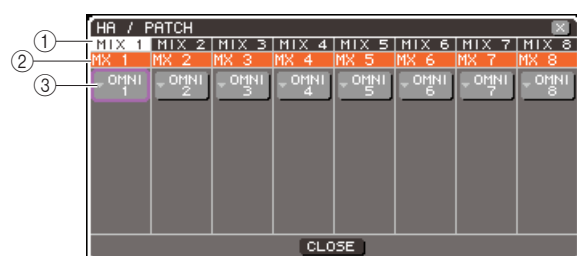 HA / PATCH
① MIX 1 MIX 2 MIX 3 MIX 4 MIX 5 MIX 6 MIX 7 MIX 8
② MX 1 MX 2 MX 3 MX 4 MX 5 MX 6 MX 7 MX 8
③ OMNI OMNI OMNI OMNI OMNI OMNI OMNI OMNI
1 2 3 4 5 6 7 8
CLOSE